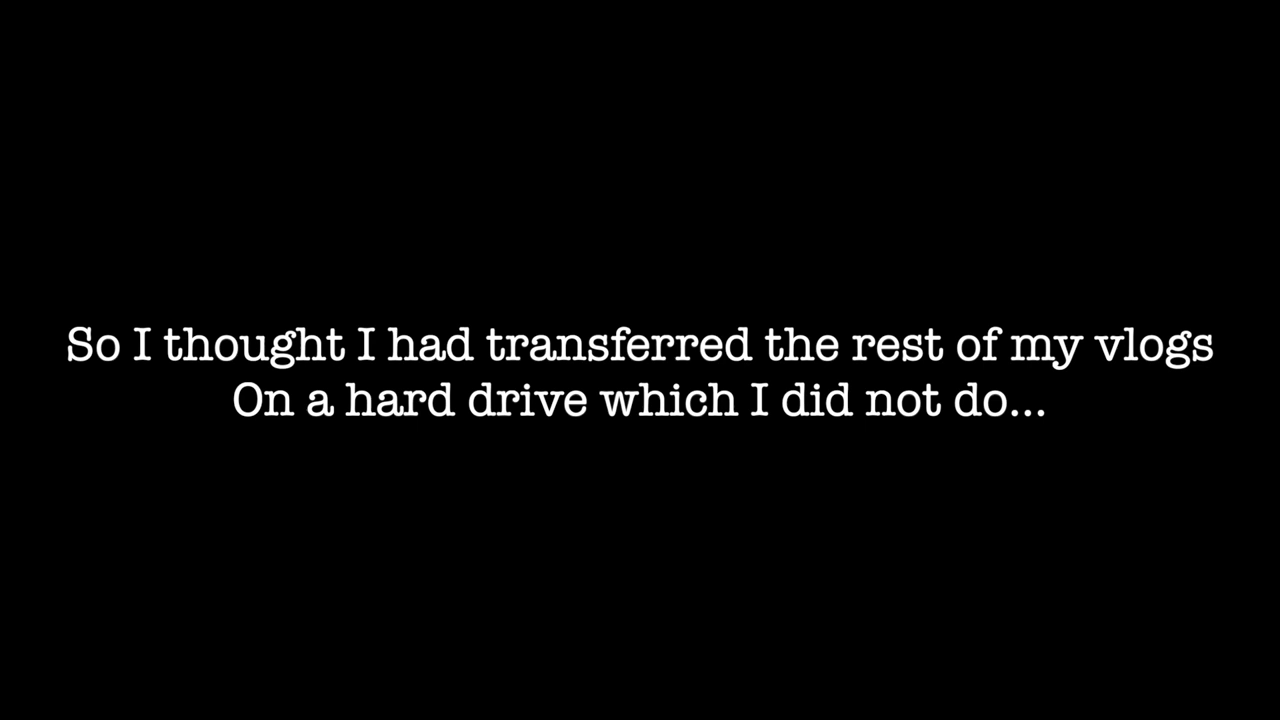 So I thought I had transferred the rest of my vlogs
On a hard drive which I did not do...